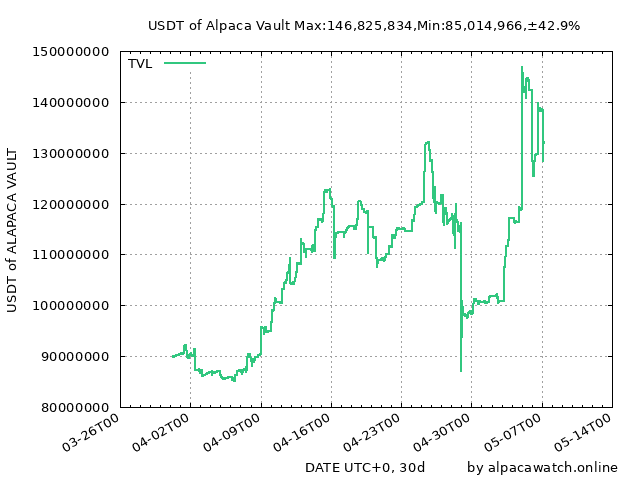 USDT of Alpaca Vault Max:146,825,834,Min:85,014,966,±42.9%
TVL
150000000
140000000
130000000
120000000
110000000
100000000
90000000
80000000
USDT of ALAPACA VAULT
03-26T00 04-02T00 04-09T00 04-16T00 04-23T00 04-30T00 05-07T00 05-14T00
DATE UTC+0, 30d by alpacawatch.online